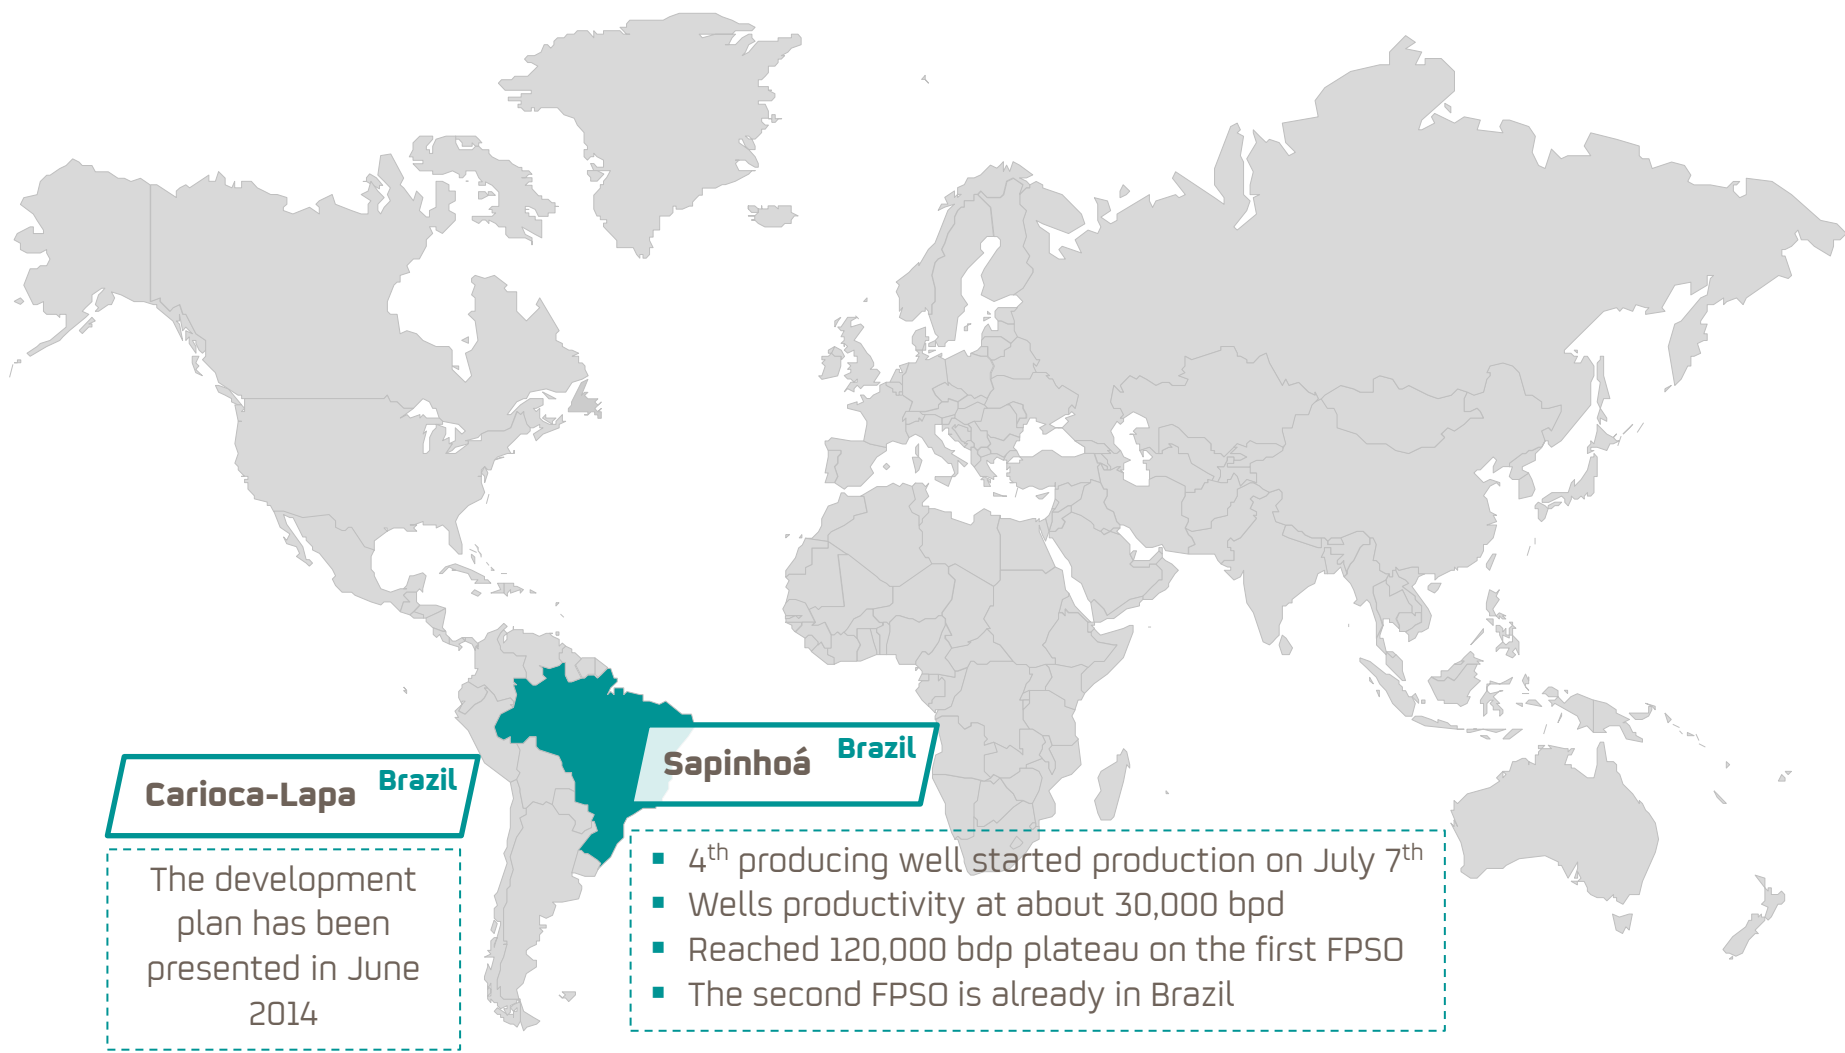 Carioca-Lapa Brazil
The development
plan has been
presented in June
2014
Sapinhoá Brazil
▪ 4th producing well started production on July 7th
▪ Wells productivity at about 30,000 bpd
▪ Reached 120,000 bdp plateau on the first FPSO
▪ The second FPSO is already in Brazil